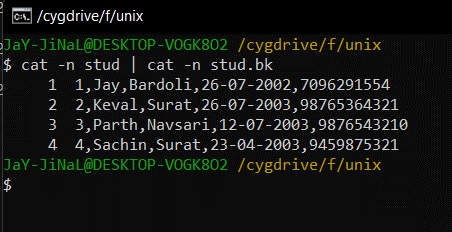 /cygdrive/f/unix
JaY-JiNaL@DESKTOP-VOGK8O2 /cygdrive/f/unix
$ cat -n stud | cat -n stud.bk
     1  1,Jay,Bardoli,26-07-2002,7096291554
     2  2,Keval,Surat,26-07-2003,98765364321
     3  3,Parth,Navsari,12-07-2003,9876543210
     4  4,Sachin,Surat,23-04-2003,9459875321
JaY-JiNaL@DESKTOP-VOGK8O2 /cygdrive/f/unix
$